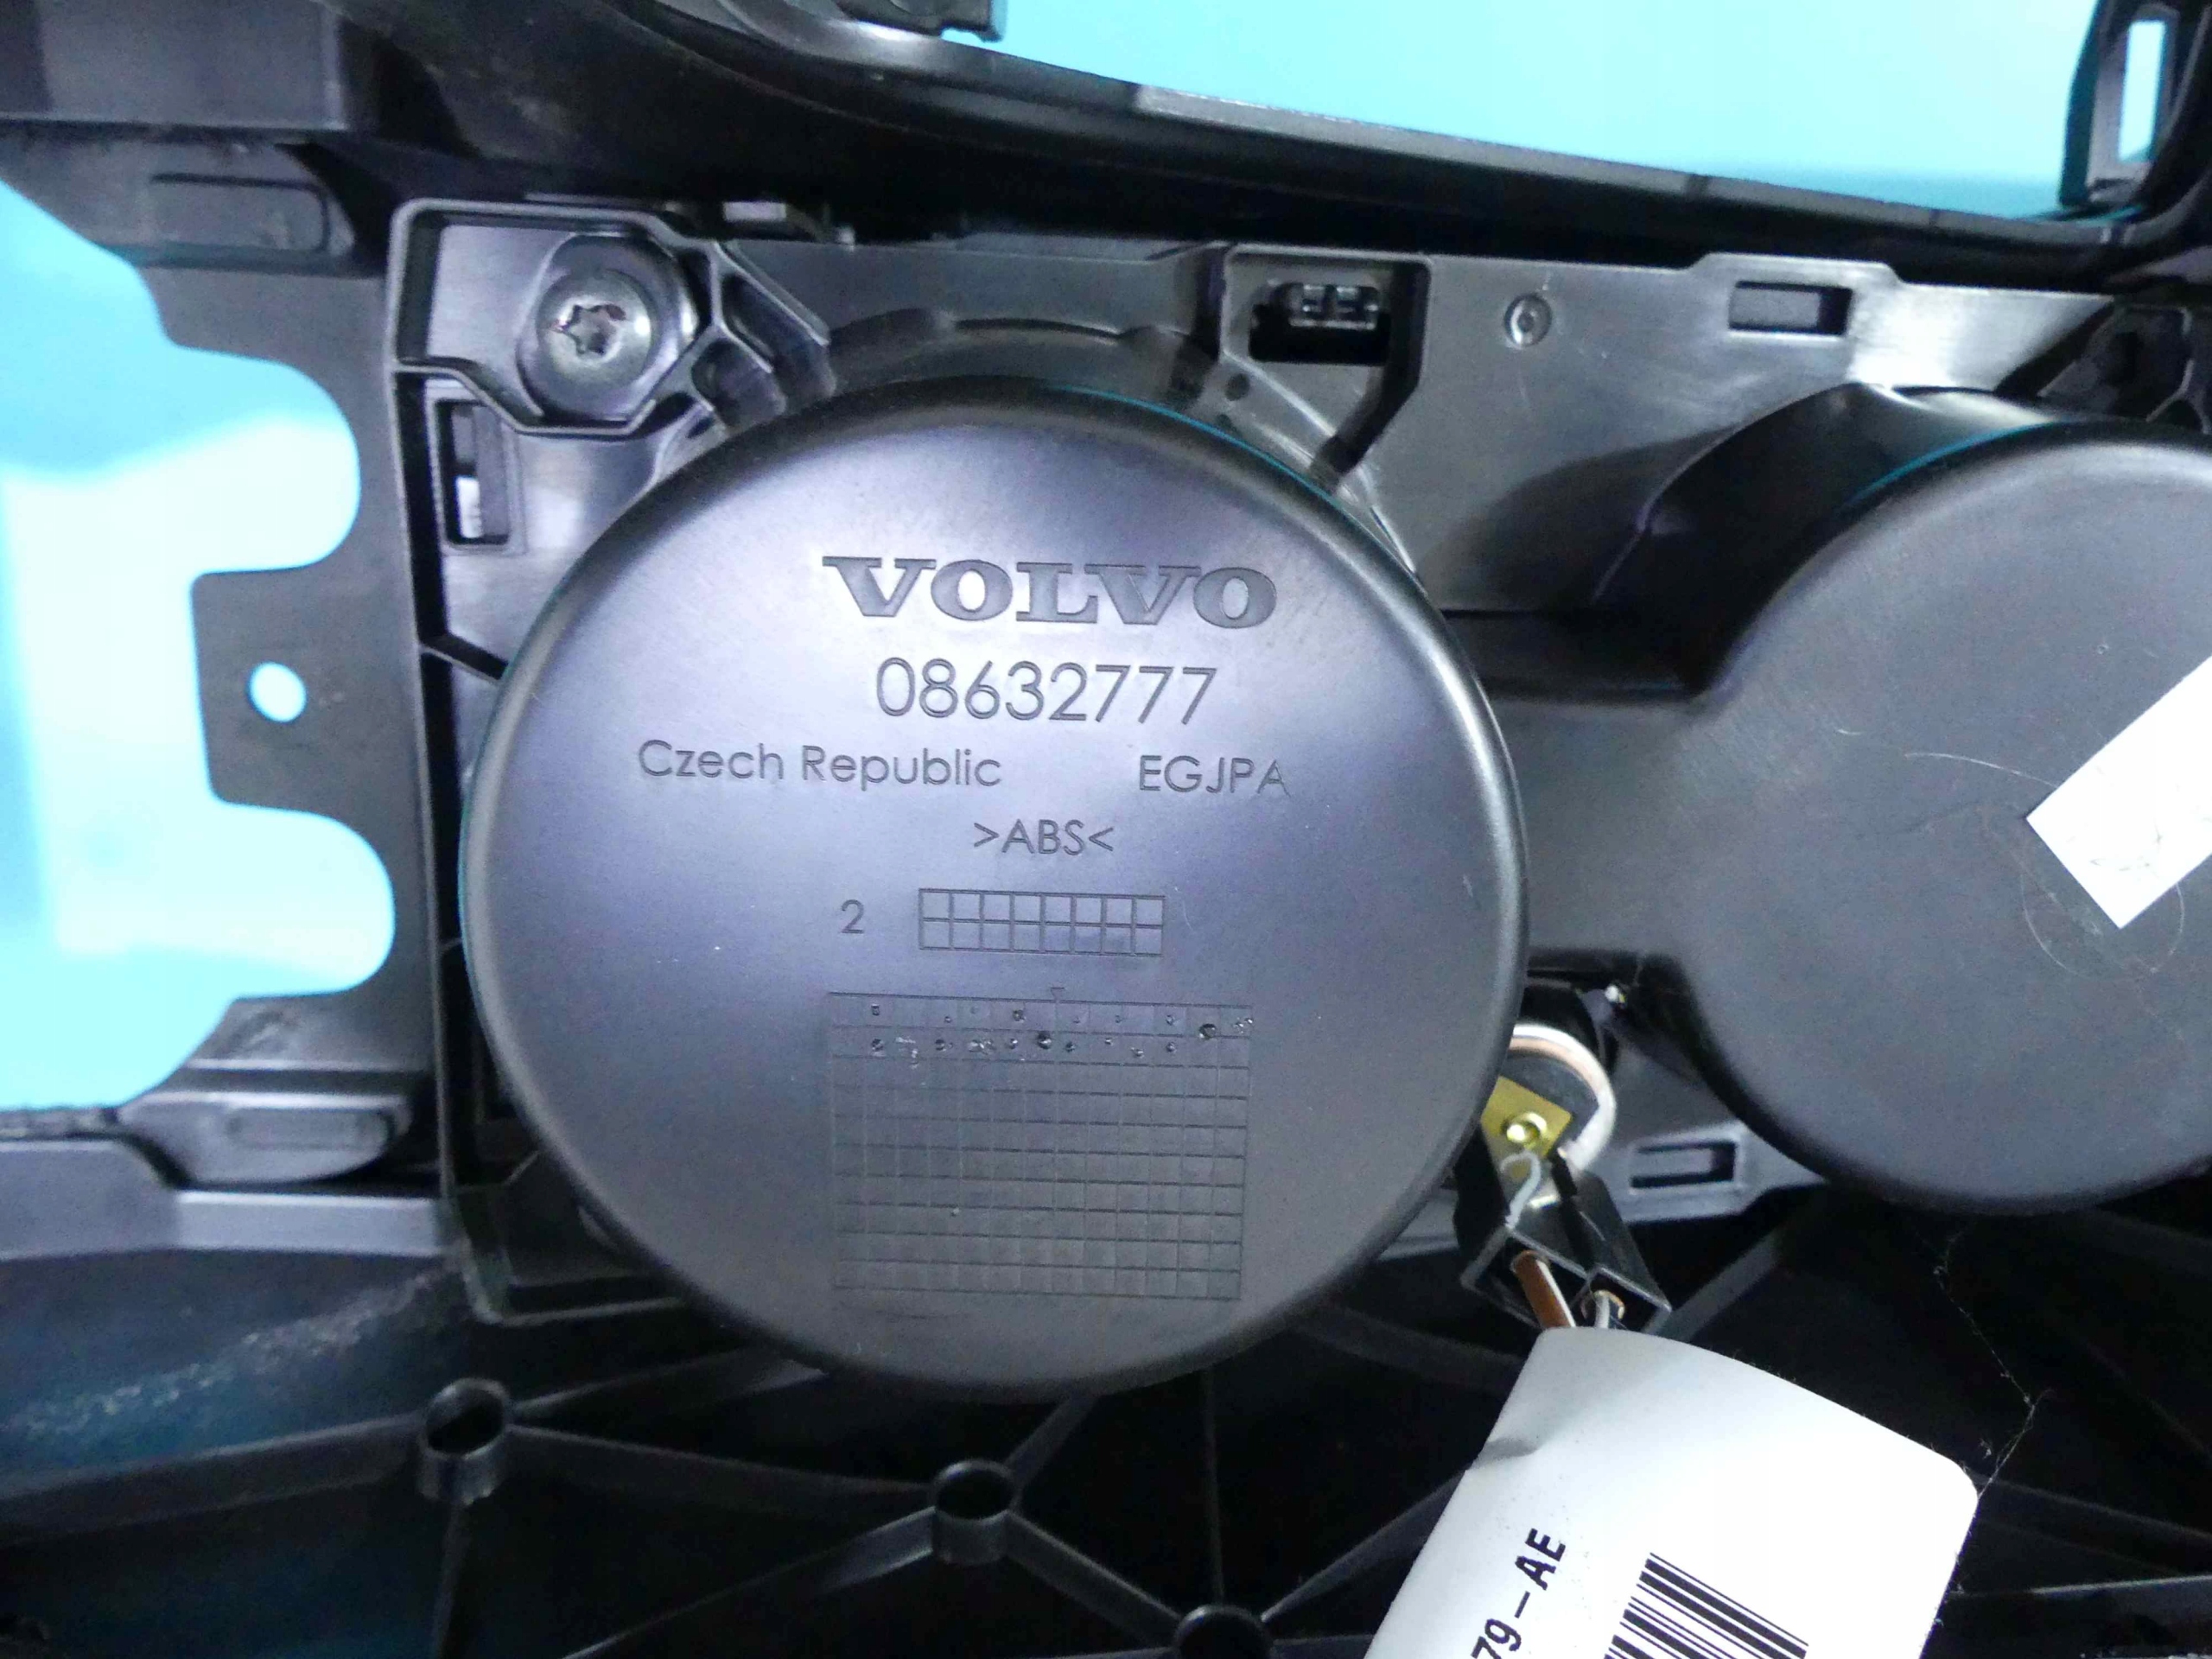 VOLVO
08632777
Czech Republic EGJPA
>ABS<
2
79-AE